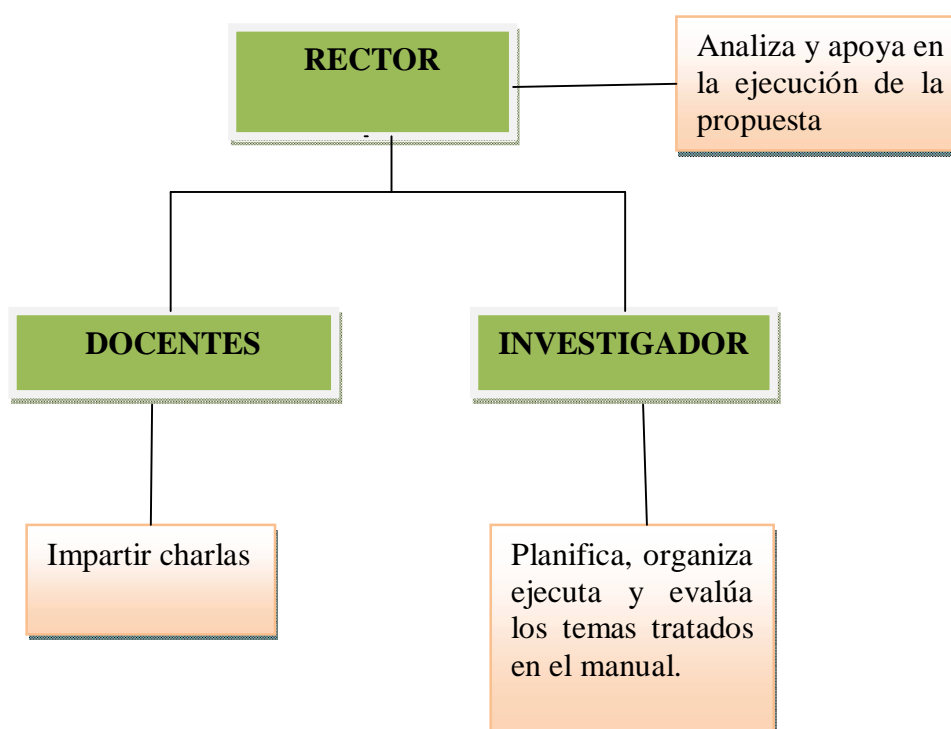 RECTOR
-
Analiza y apoya en
la ejecución de la
propuesta
DOCENTES
INVESTIGADOR
Impartir charlas
Planifica, organiza
ejecuta y evalúa
los temas tratados
en el manual.